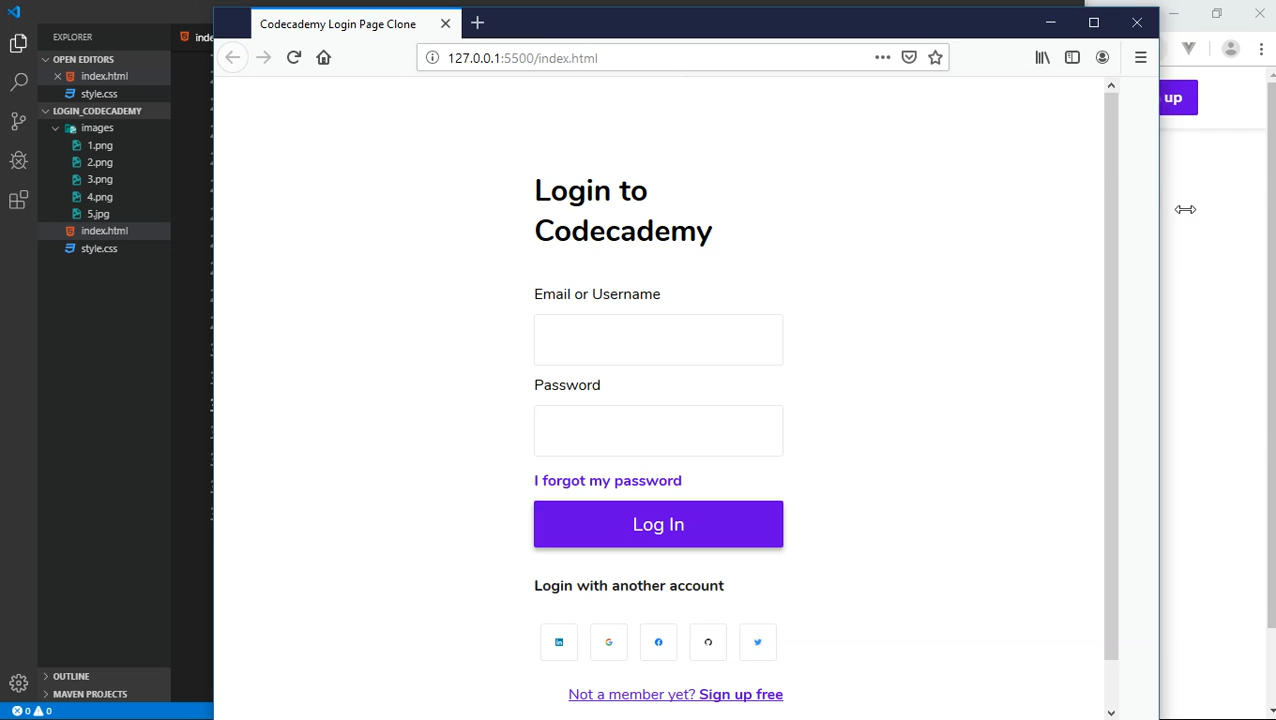 Codecademy Login Page Clone
127.0.0.1:5500/index.html
EXPLORER
OPEN EDITORS
index.html
style.css
LOGIN_CODECADEMY
images
1.png
2.png
3.png
4.png
5.jpg
index.html
style.css
OUTLINE
MAVEN PROJECTS
0 0
inde
up
Login to
Codecademy
Email or Username
Password
I forgot my password
Log In
Login with another account
Not a member yet? Sign up free